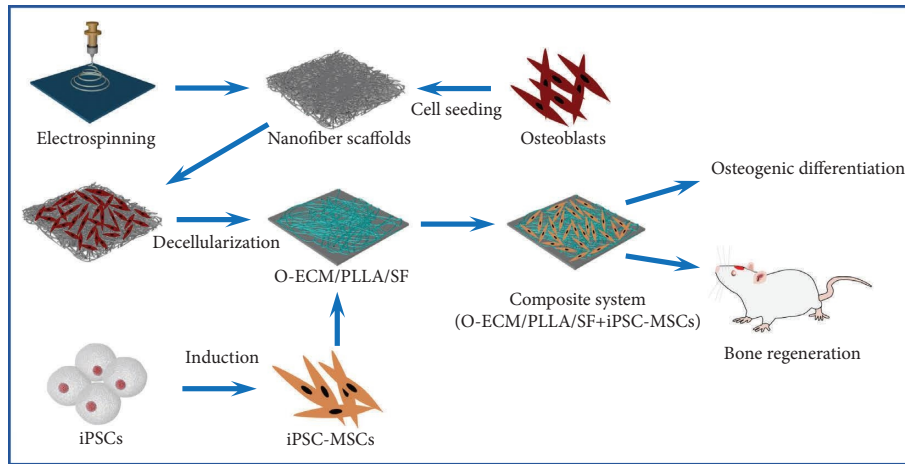 Electrospinning
Nanofiber scaffolds
Cell seeding
Osteoblasts
Decellularization
O-ECM/PLLA/SF
Composite system
(O-ECM/PLLA/SF+iPSC-MSCs)
Osteogenic differentiation
Bone regeneration
iPSCs
Induction
iPSC-MSCs